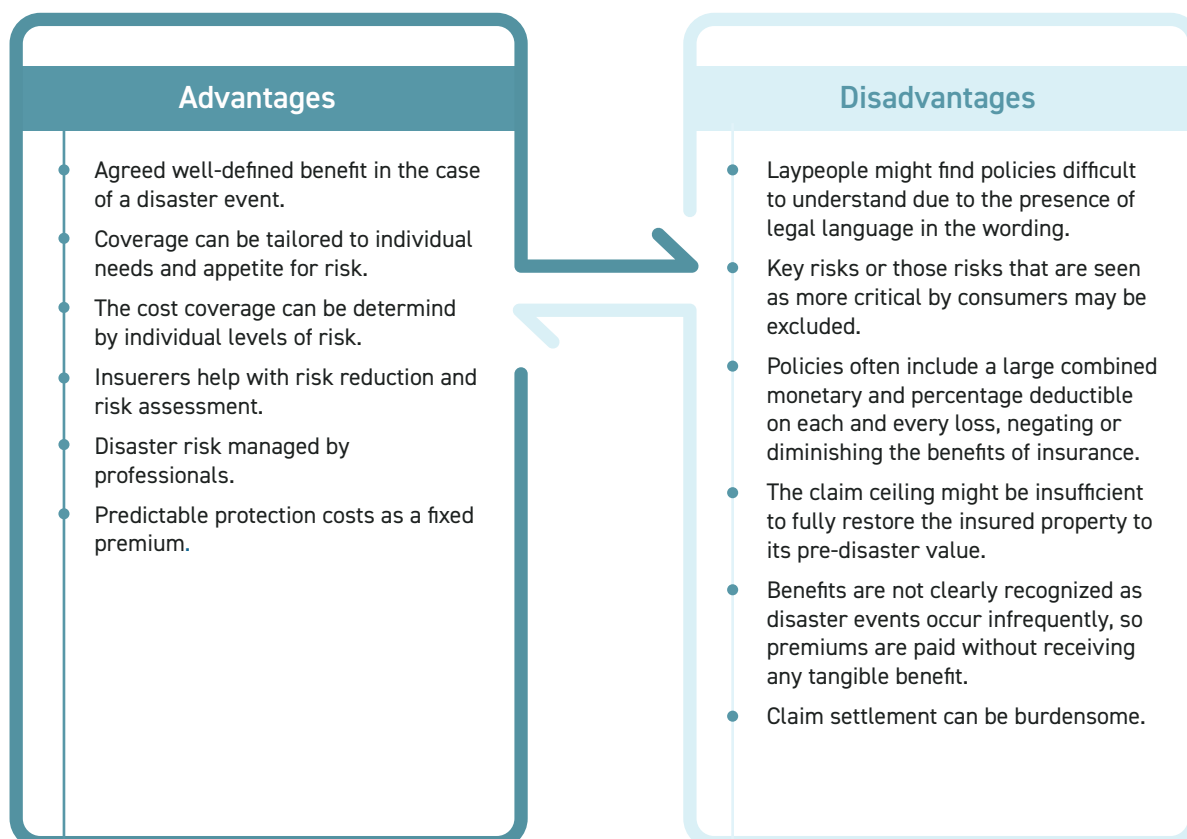 Advantages
Agreed well-defined benefit in the case
of a disaster event.
Coverage can be tailored to individual
needs and appetite for risk.
The cost coverage can be determind
by individual levels of risk.
Insuerers help with risk reduction and
risk assessment.
Disaster risk managed by
professionals.
Predictable protection costs as a fixed
premium.
Disadvantages
Laypeople might find policies difficult
to understand due to the presence of
legal language in the wording.
Key risks or those risks that are seen
as more critical by consumers may be
excluded.
Policies often include a large combined
monetary and percentage deductible
on each and every loss, negating or
diminishing the benefits of insurance.
The claim ceiling might be insufficient
to fully restore the insured property to
its pre-disaster value.
Benefits are not clearly recognized as
disaster events occur infrequently, so
premiums are paid without receiving
any tangible benefit.
Claim settlement can be burdensome.